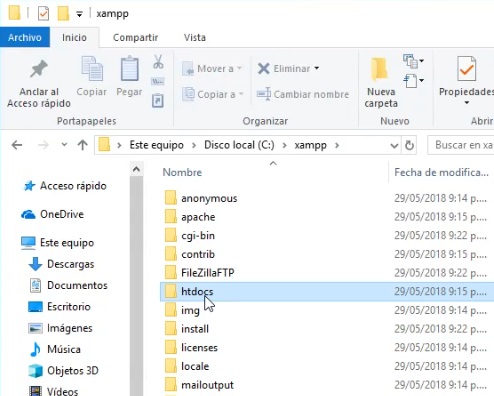 xampp
Archivo Inicio Compartir Vista
Anclar al Acceso rápido
Copiar
Pegar
Mover a
Copiar a
Eliminar
Cambiar nombre
Nueva carpeta
Propiedades
Portapapeles Organizar Nuevo Abrir
Este equipo > Disco local (C:) > xampp >
Buscar en xa
Acceso rápido
OneDrive
Este equipo
Descargas
Documentos
Escritorio
Imágenes
Música
Objetos 3D
Vídeos
Nombre Fecha de modifica...
anonymous 29/05/2018 9:14 p....
apache 29/05/2018 9:15 p....
cgi-bin 29/05/2018 9:22 p....
contrib 29/05/2018 9:15 p....
FileZillaFTP 29/05/2018 9:22 p....
htdocs 29/05/2018 9:15 p....
img 29/05/2018 9:14 p....
install 29/05/2018 9:22 p....
licenses 29/05/2018 9:14 p....
locale 29/05/2018 9:14 p....
mailoutput 29/05/2018 9:14 p....